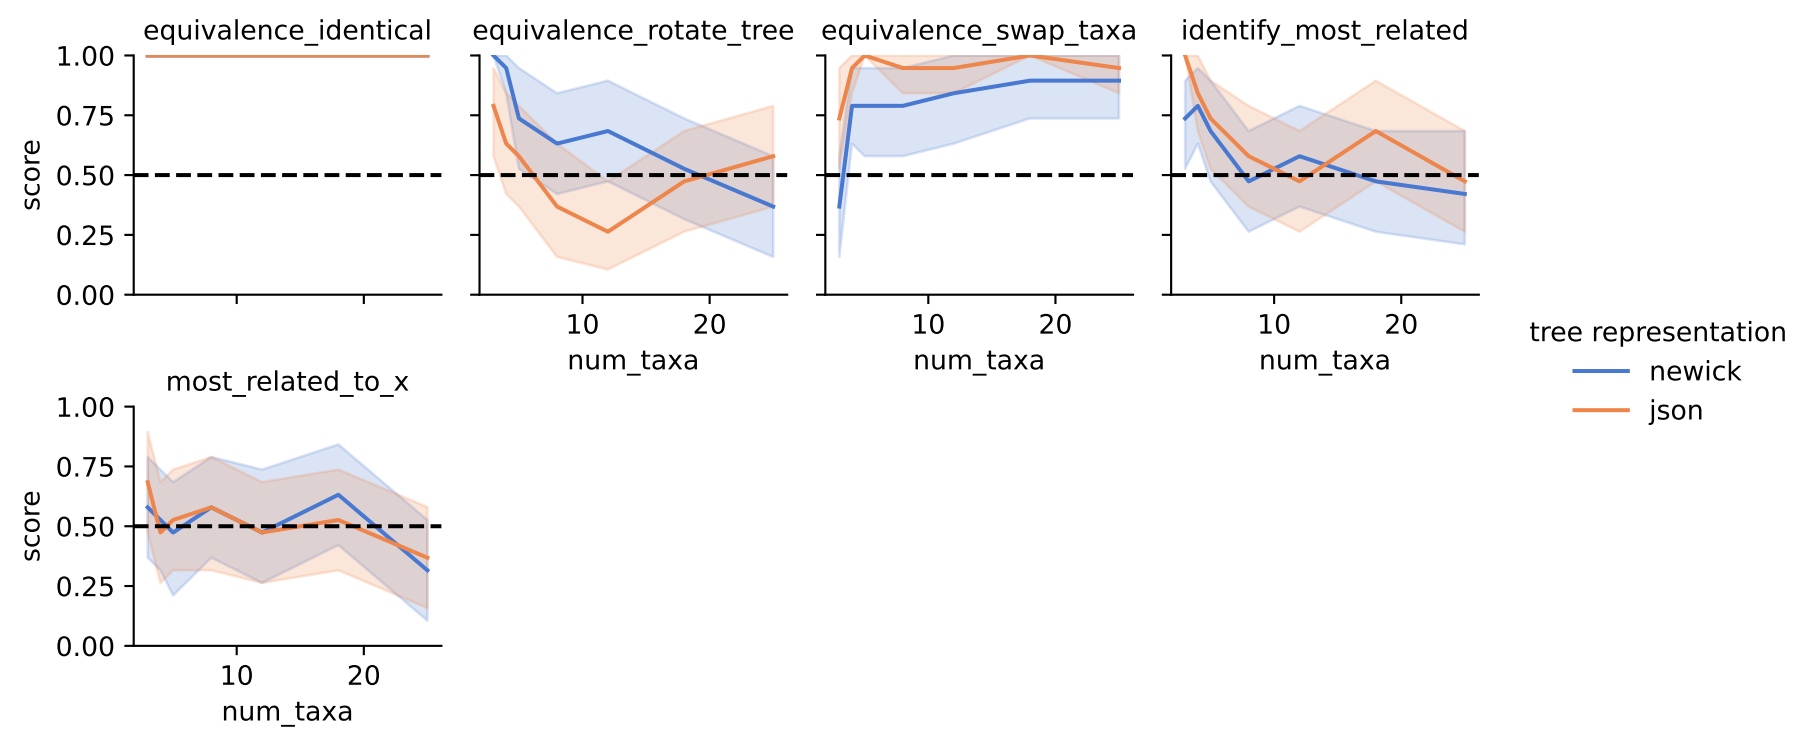 equivalence_identical
equivalence_rotate_tree
equivalence_swap_taxa
identify_most_related
score
1.00
0.75
0.50
0.25
0.00
10
20
10
20
10
20
num_taxa
num_taxa
num_taxa
tree representation
newick
json
most_related_to_x
score
1.00
0.75
0.50
0.25
0.00
10
20
num_taxa